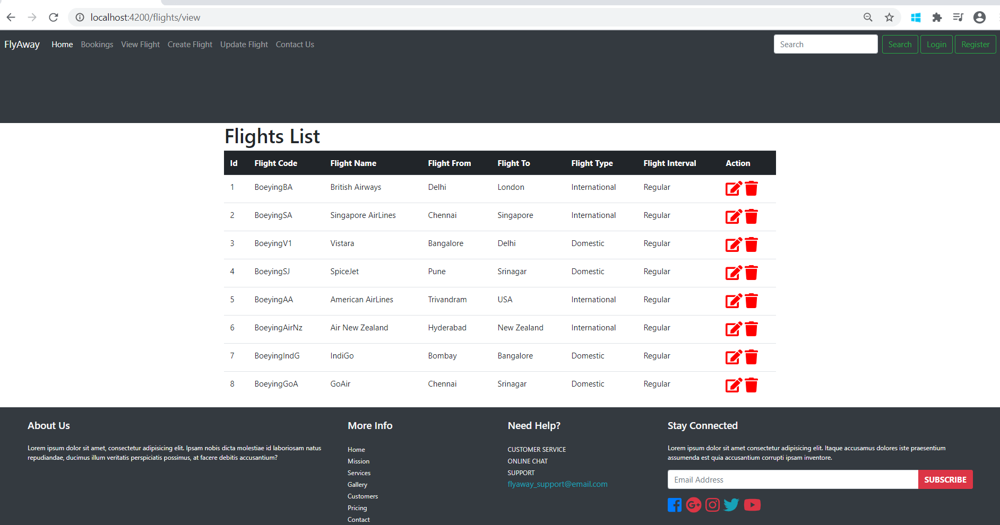 localhost:4200/flights/view
FlyAway Home Bookings View Flight Create Flight Update Flight Contact Us Search Search Login Register
Flights List
Id Flight Code Flight Name Flight From Flight To Flight Type Flight Interval Action
1 BoeyingBA British Airways Delhi London International Regular
2 BoeyingSA Singapore AirLines Chennai Singapore International Regular
3 BoeyingV1 Vistara Bangalore Delhi Domestic Regular
4 BoeyingSJ SpiceJet Pune Srinagar Domestic Regular
5 BoeyingAA American AirLines Trivandram USA International Regular
6 BoeyingAirNz Air New Zealand Hyderabad New Zealand International Regular
7 BoeyingIndG IndiGo Bombay Bangalore Domestic Regular
8 BoeyingGoA GoAir Chennai Srinagar Domestic Regular
About Us
Lorem ipsum dolor sit amet, consectetur adipisicing elit. Ipsam nobis dicta molestiae id laboriosam natus
repudiandae, ducimus illum veritatis perspiciatis possimus, at facere debitis accusantium?
More Info
Home
Mission
Services
Gallery
Customers
Pricing
Contact
Need Help?
CUSTOMER SERVICE
ONLINE CHAT
SUPPORT
flyaway_support@email.com
Stay Connected
Lorem ipsum dolor sit amet consectetur adipisicing elit. Itaque accusamus dolores iste praesentium
assumenda est quia accusantium corrupti ipsam inventore.
Email Address SUBSCRIBE